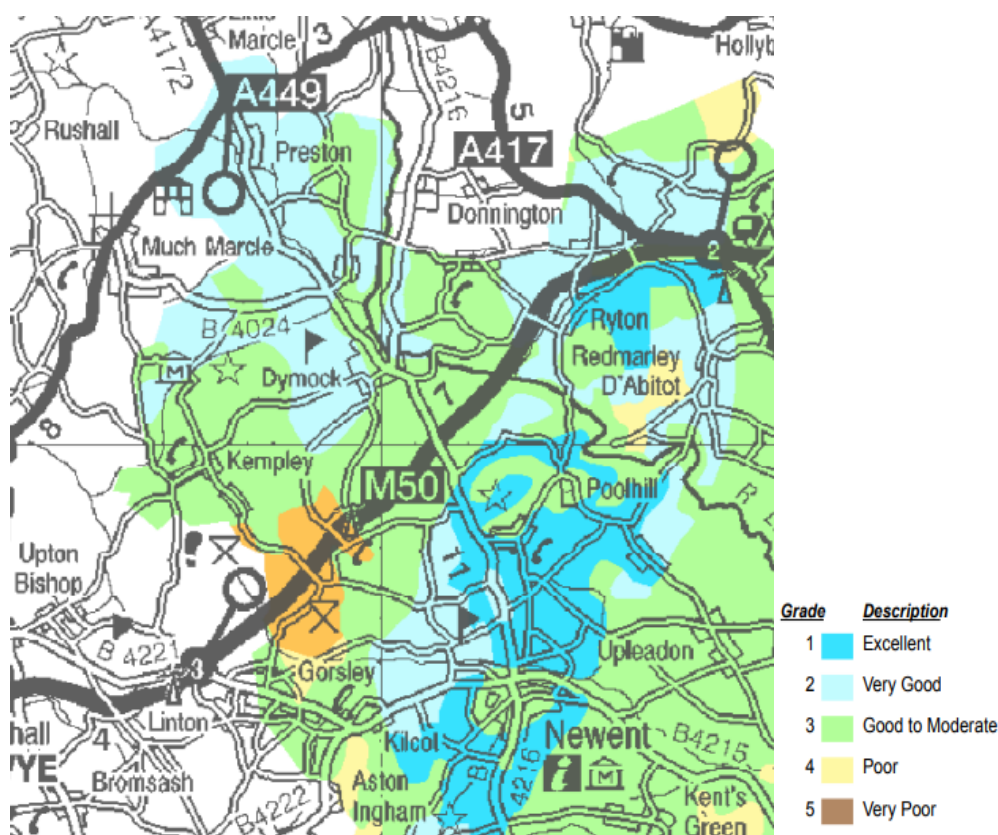 Little
Marcle
3
A4172
B4216
Hollyb
A449
5
Rushall
Preston
A417
Donnington
Much Marcle
2
B 4024
Ryton
Redmarley
D'Abitot
M
Dymock
7
8
Kempley
M50
Poolhill
R
Upton
Bishop
11
B 4221
Gorsley
Upleadon
3
Linton
hall
4
YE
Kilcot
Newent
B4215
Bromsash
Aston
Ingham
B
4216
i
M
B4222
Kent's
Green
Grade Description
1 Excellent
2 Very Good
3 Good to Moderate
4 Poor
5 Very Poor